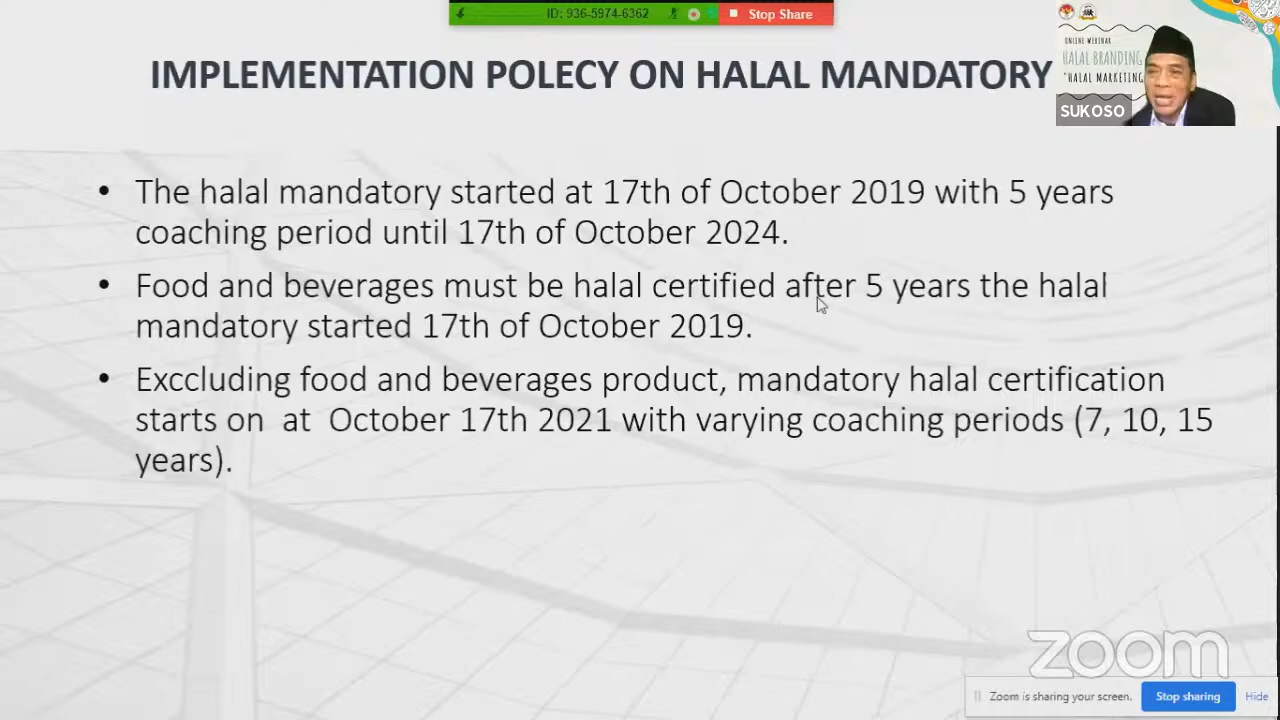 ID: 936-5974-6362
Stop Share
IMPLEMENTATION POLECY ON HALAL MANDATORY
ONLINE WEBINAR
HALAL BRANDING
"HALAL MARKETING
SUKOSO
• The halal mandatory started at 17th of October 2019 with 5 years
coaching period until 17th of October 2024.
• Food and beverages must be halal certified after 5 years the halal
mandatory started 17th of October 2019.
• Exccluding food and beverages product, mandatory halal certification
starts on  at  October 17th 2021 with varying coaching periods (7, 10, 15
years).
zoom
Zoom is sharing your screen.
Stop sharing
Hide